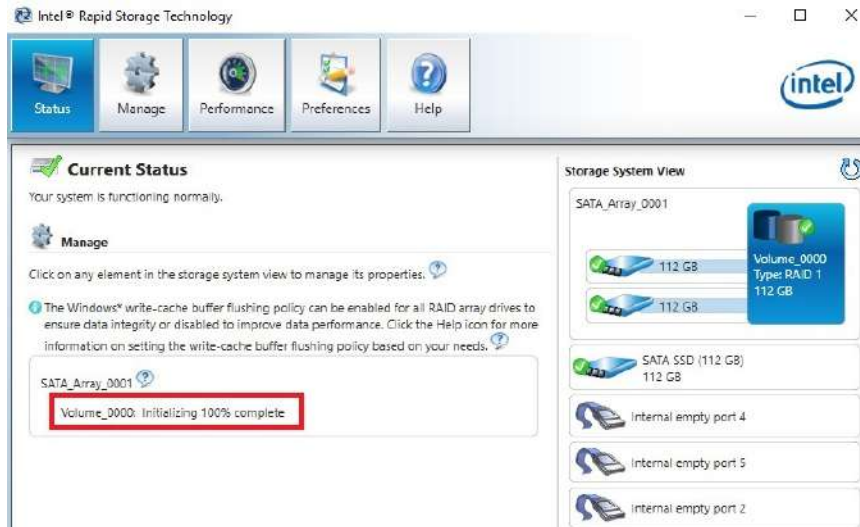 Intel® Rapid Storage Technology
Status
Manage
Performance
Preferences
Help
intel
Current Status
Your system is functioning normally.
Manage
Click on any element in the storage system view to manage its properties.
The Windows* write-cache buffer flushing policy can be enabled for all RAID array drives to
ensure data integrity or disabled to improve data performance. Click the Help icon for more
information on setting the write-cache buffer flushing policy based on your needs.
SATA_Array_0001
Volume_0000: Initializing 100% complete
Storage System View
SATA_Array_0001
112 GB
112 GB
Volume_0000
Type: RAID 1
112 GB
SATA SSD (112 GB)
112 GB
Internal empty port 4
Internal empty port 5
Internal empty port 2